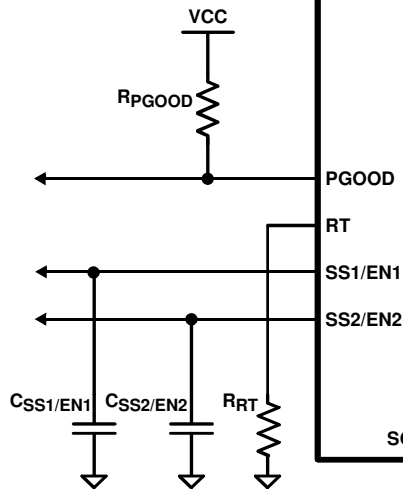 VCC
RPGOOD
PGOOD
RT
SS1/EN1
SS2/EN2
CSS1/EN1 CSS2/EN2 RRT